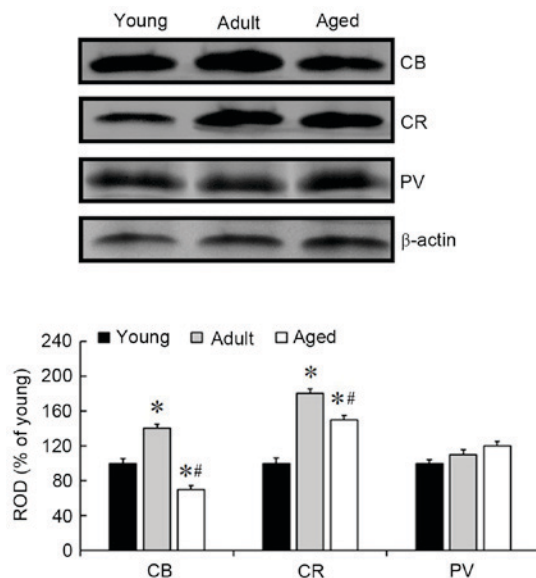 Young Adult Aged
CB
CR
PV
β-actin
Young Adult Aged
ROD (% of young)
240
200
160
120
80
40
0
*
*#
*
*#
CB CR PV